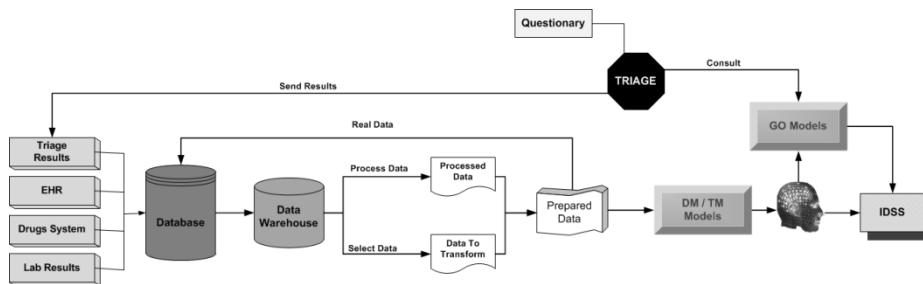 Questionary
TRIAGE
Consult
Send Results
Real Data
GO Models
Triage
Results
EHR
Drugs System
Lab Results
Database
Data
Warehouse
Process Data
Select Data
Processed
Data
Data To
Transform
Prepared
Data
DM / TM
Models
IDSS